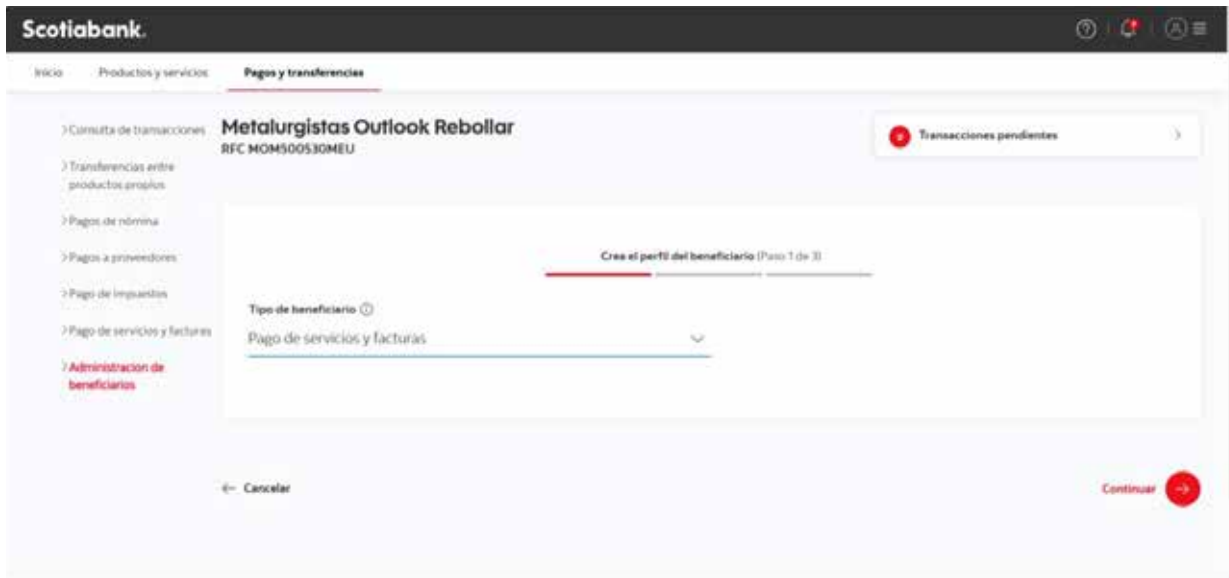 Scotiabank.
Inicio Productos y servicios Pagos y transferencias
Consulta de transacciones
Transferencias entre
productos propios
Pagos de nómina
Pagos a proveedores
Pago de impuestos
Pago de servicios y facturas
Administracion de
beneficiarios
Metalurgistas Outlook Rebollar
RFC MOM500530MEU
Transacciones pendientes
Crea el perfil del beneficiario (Paso 1 de 3)
Tipo de beneficiario
Pago de servicios y facturas
Cancelar
Continuar